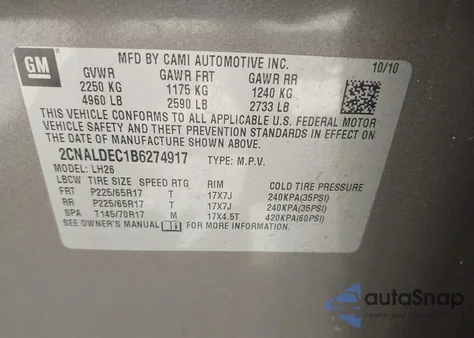 GM
MFD BY CAMI AUTOMOTIVE INC.
10/10
GVWR GAWR FRT GAWR RR
2250 KG 1175 KG 1240 KG
4960 LB 2590 LB 2733 LB
THIS VEHICLE CONFORMS TO ALL APPLICABLE U.S. FEDERAL MOTOR
VEHICLE SAFETY AND THEFT PREVENTION STANDARDS IN EFFECT ON
THE DATE OF MANUFACTURE SHOWN ABOVE.
2CNALDEC1B6274917 TYPE: M.P.V.
MODEL: LH26
LBCW TIRE SIZE SPEED RTG RIM COLD TIRE PRESSURE
FRT P225/65R17 T 17X7J 240KPA(35PSI)
RR P225/65R17 T 17X7J 240KPA(35PSI)
SPA T145/70R17 M 17X4.5T 420KPA(60PSI)
SEE OWNER'S MANUAL FOR MORE INFORMATION.
autoSnap